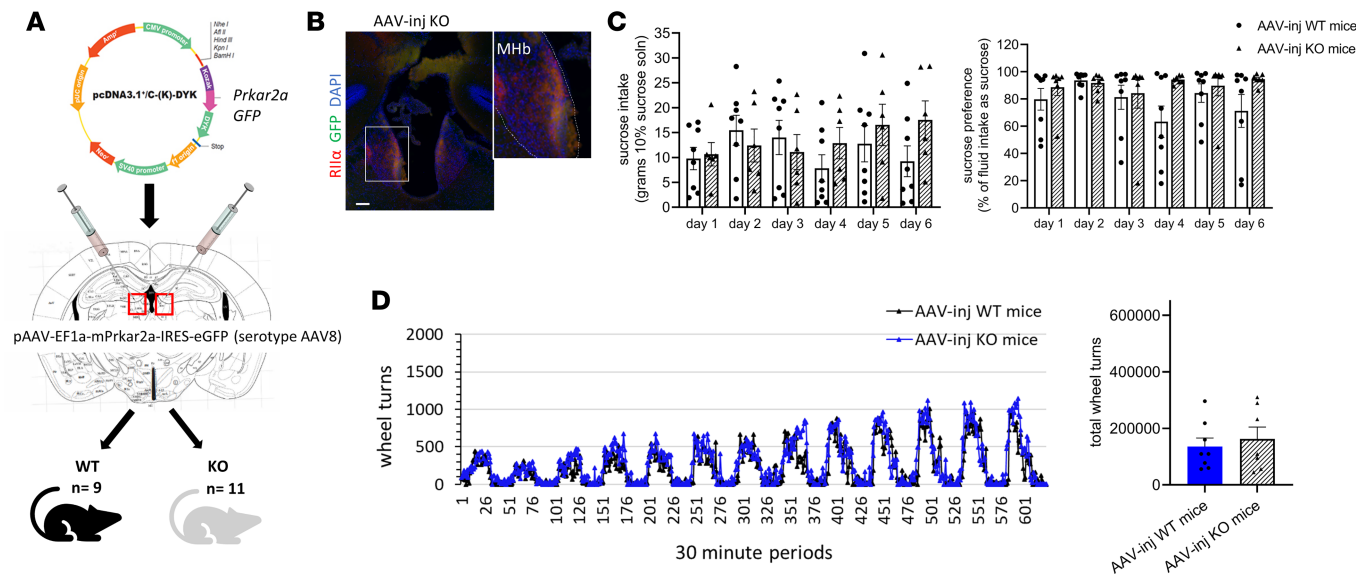 A
Amp^r
CMV promoter
Nhe I
Afl II
Hind III
Kpn I
BamH I
Kozak
pUC origin
pcDNA3.1⁺/C-(K)-DYK
Prkar2a
GFP
DYK
Stop
Neo^r
SV40 promoter
f1 origin
pAAV-EF1a-mPrkar2a-IRES-eGFP (serotype AAV8)
WT
n= 9
KO
n= 11
B
AAV-inj KO
RIIα GFP DAPI
MHb
C
AAV-inj WT mice
AAV-inj KO mice
sucrose intake
(grams 10% sucrose soln)
35
30
25
20
15
10
5
0
day 1 day 2 day 3 day 4 day 5 day 6
sucrose preference
(% of fluid intake as sucrose)
120
100
80
60
40
20
0
day 1 day 2 day 3 day 4 day 5 day 6
D
AAV-inj WT mice
AAV-inj KO mice
wheel turns
2000
1500
1000
500
0
1 26 51 76 101 126 151 176 201 226 251 276 301 326 351 376 401 426 451 476 501 526 551 576 601
30 minute periods
total wheel turns
600000
400000
200000
0
AAV-inj WT mice
AAV-inj KO mice